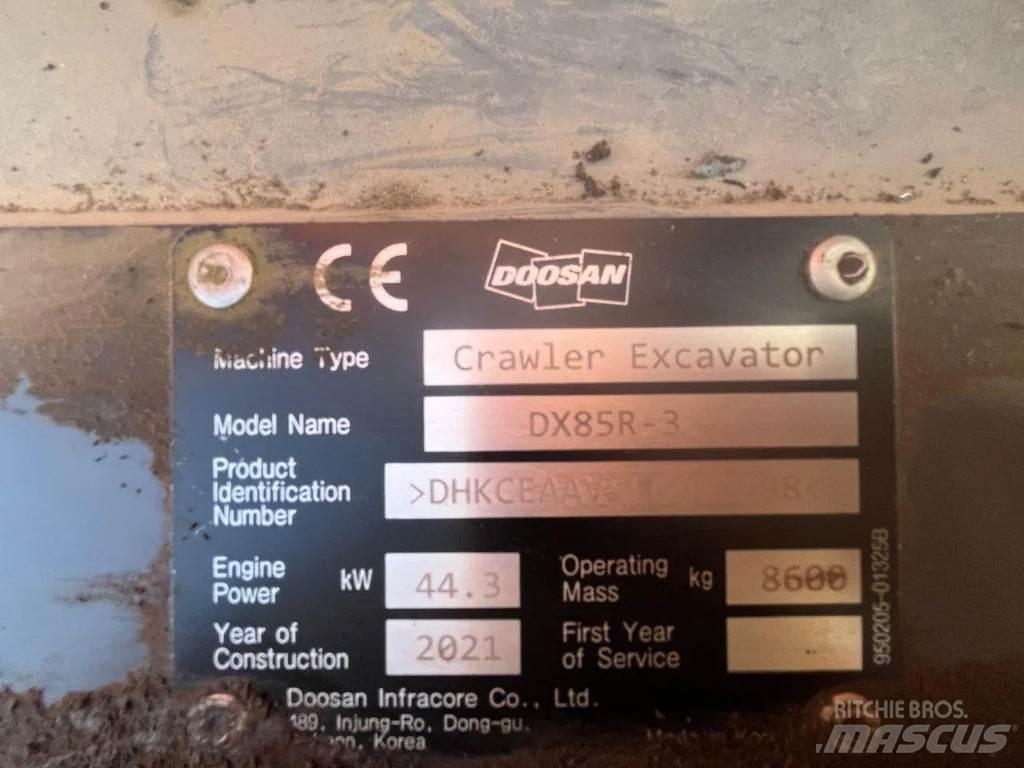 CE DOOSAN
Machine Type Crawler Excavator
Model Name DX85R-3
Product
Identification >DHKCEAAV
Number
Engine
Power kW 44.3
Operating
Mass kg 8600
Year of
Construction 2021
First Year
of Service
950205-01325B
Doosan Infracore Co., Ltd.
489, Injung-Ro, Dong-gu,
Korea
RITCHIE BROS.
MASCUS